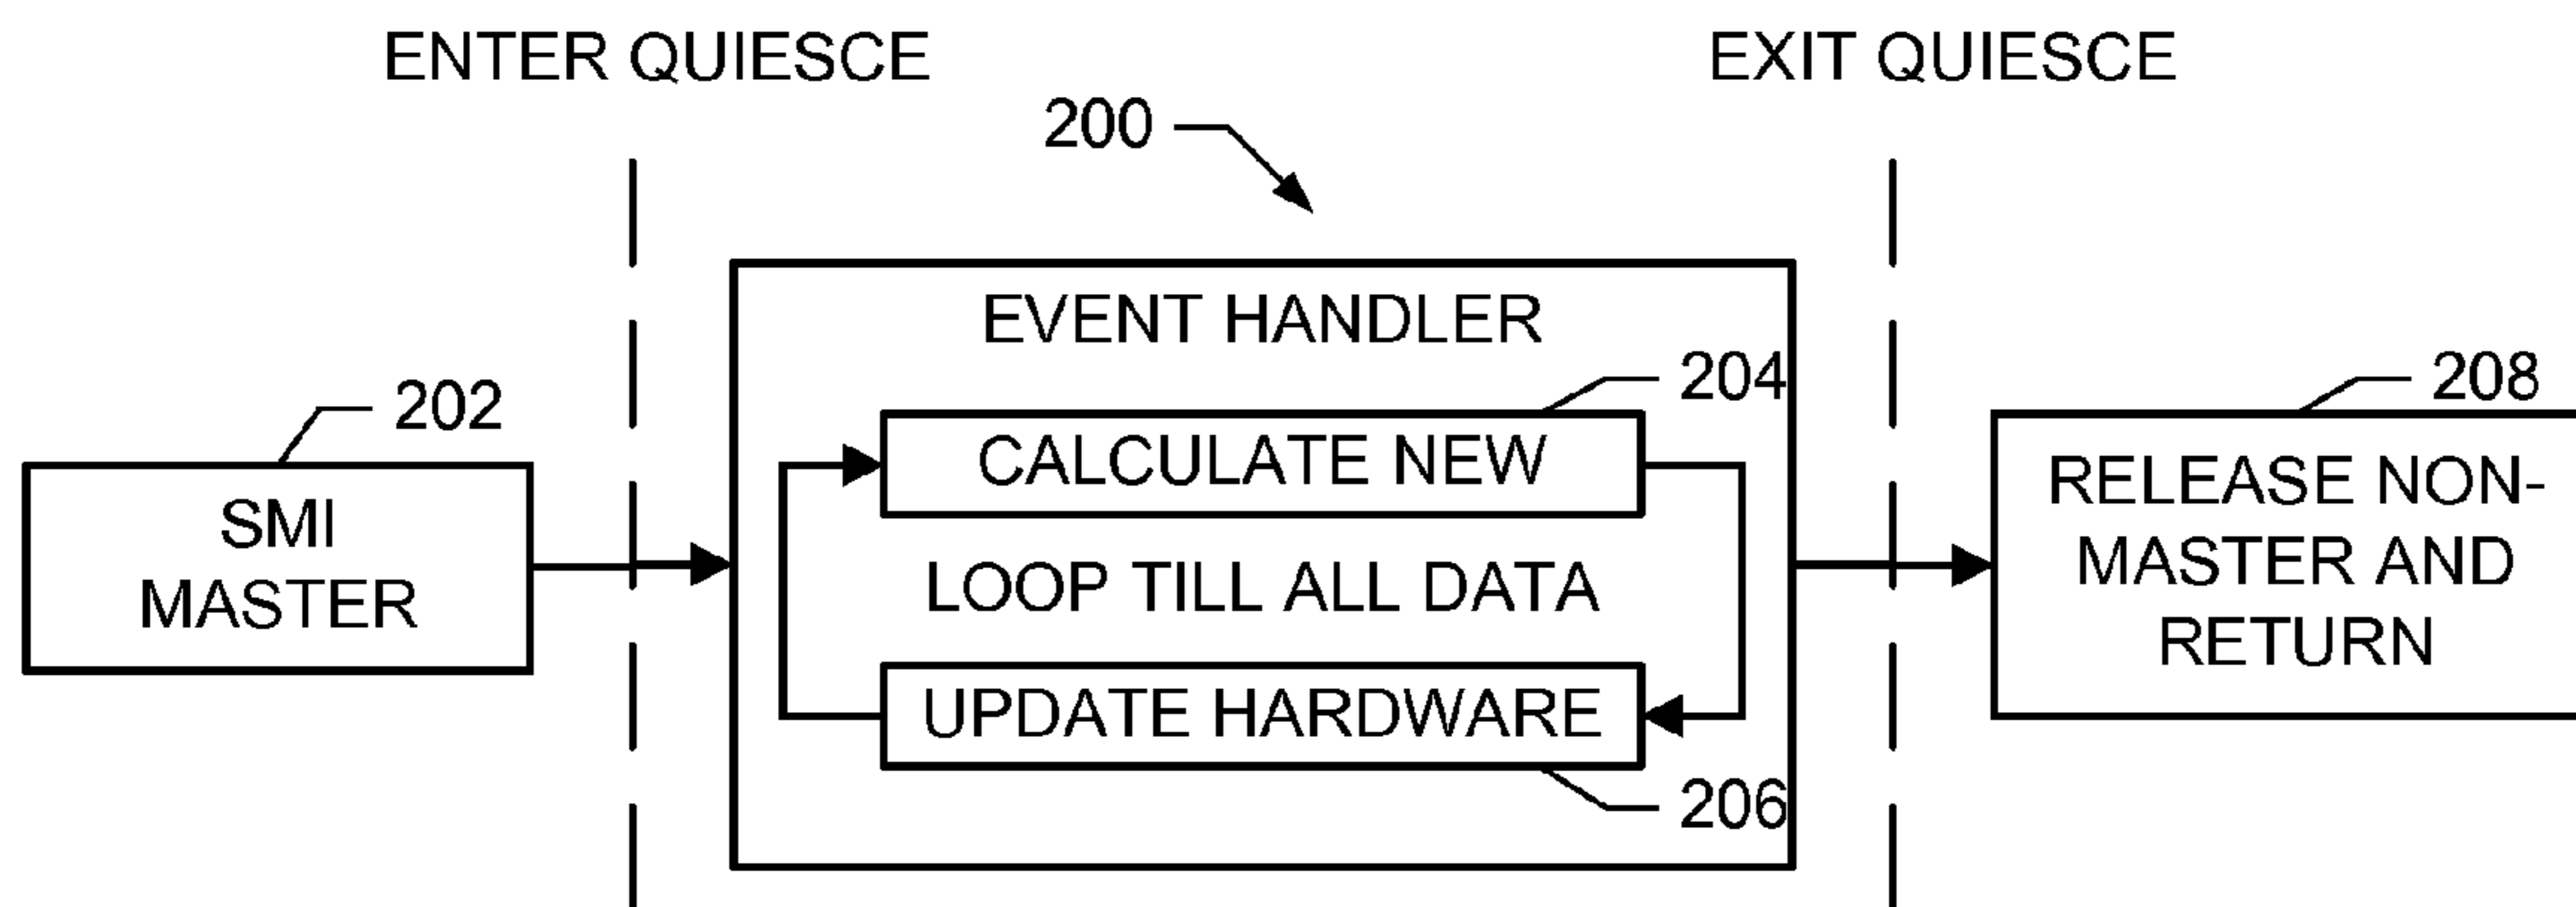 ENTER QUIESCE
EXIT QUIESCE
200
EVENT HANDLER
204
208
202
CALCULATE NEW
RELEASE NON-
MASTER AND
RETURN
SMI
MASTER
LOOP TILL ALL DATA
UPDATE HARDWARE
206